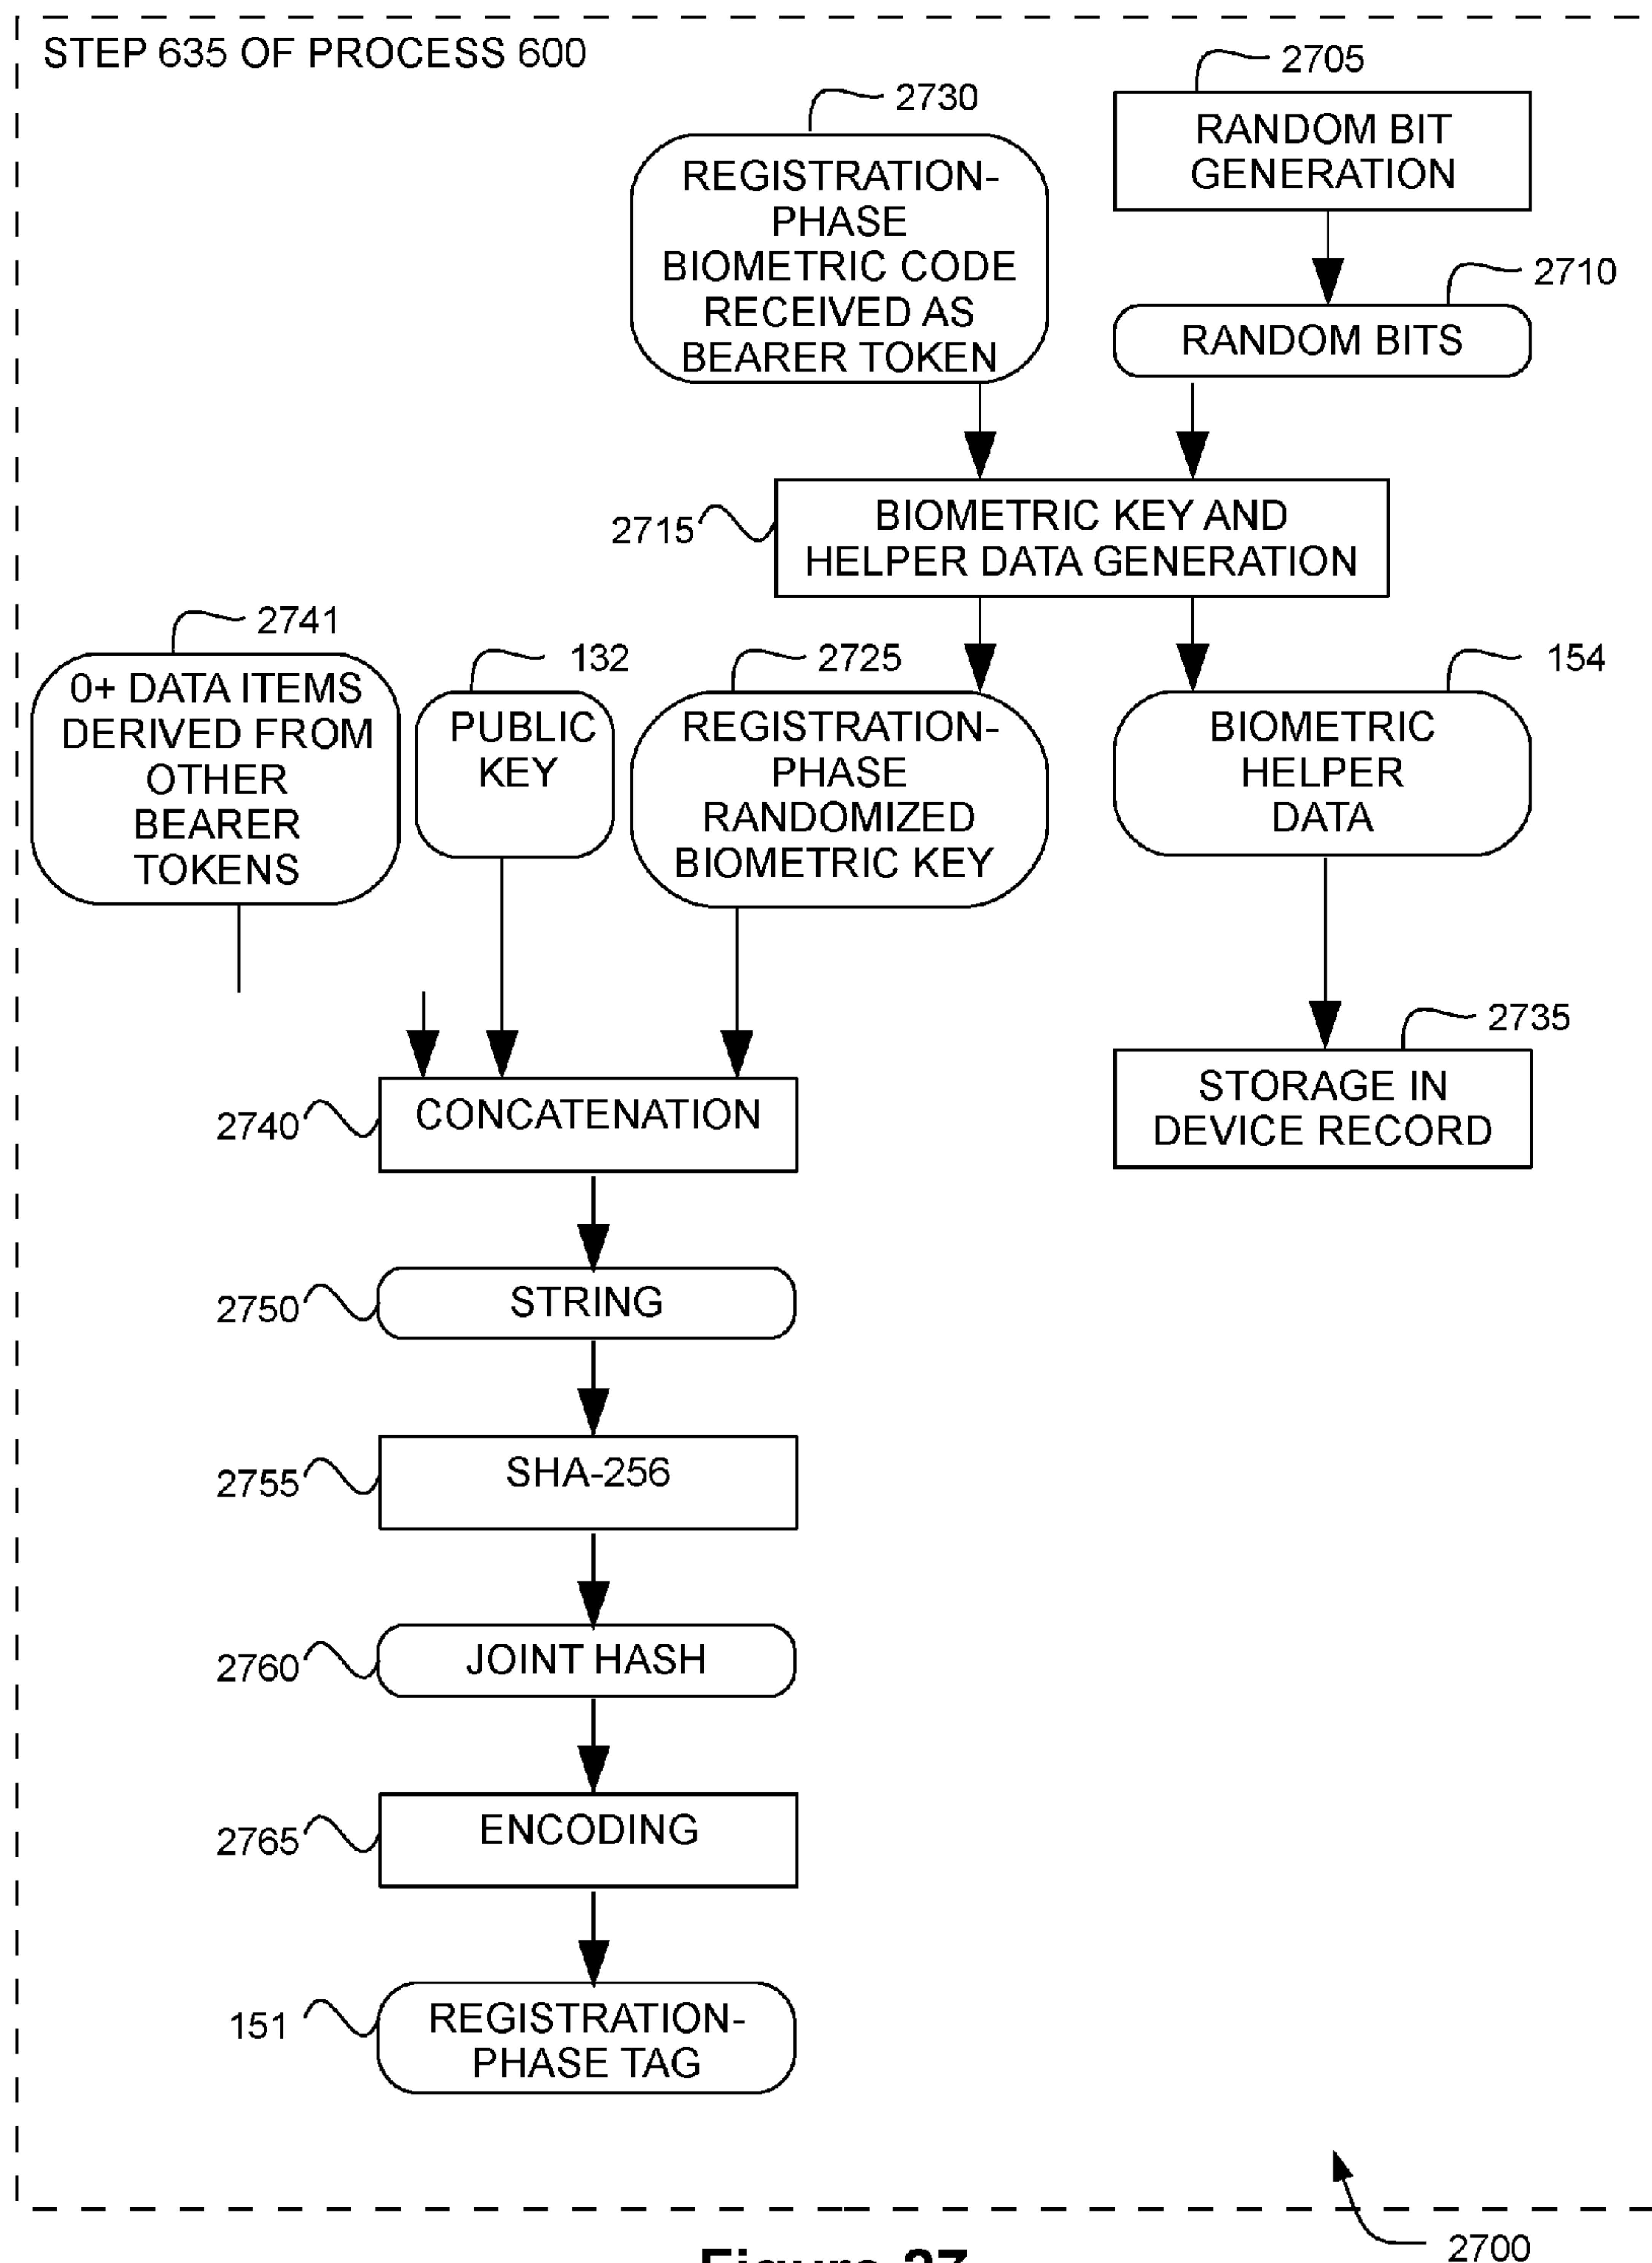 STEP 635 OF PROCESS 600
2705
2730
RANDOM BIT
GENERATION
REGISTRATION-
PHASE
BIOMETRIC CODE
RECEIVED AS
BEARER TOKEN
2710
RANDOM BITS
2715
BIOMETRIC KEY AND
HELPER DATA GENERATION
2741
132
2725
154
0+ DATA ITEMS
DERIVED FROM
OTHER
BEARER
TOKENS
PUBLIC
KEY
REGISTRATION-
PHASE
RANDOMIZED
BIOMETRIC KEY
BIOMETRIC
HELPER
DATA
2735
STORAGE IN
DEVICE RECORD
2740
CONCATENATION
2750
STRING
2755
SHA-256
2760
JOINT HASH
2765
ENCODING
151
REGISTRATION-
PHASE TAG
2700
Figure 27